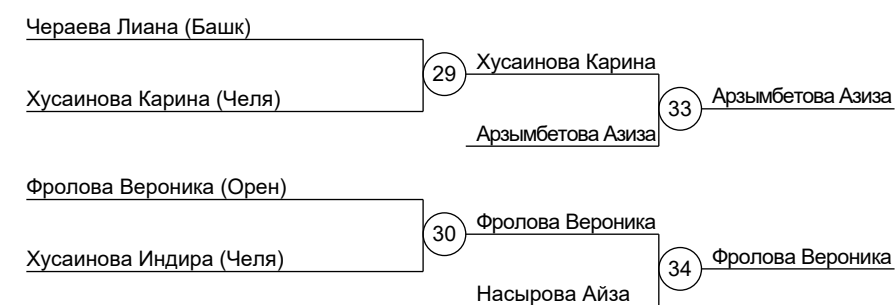 Чераева Лиана (Башк)
29
Хусаинова Карина
Хусаинова Карина (Челя)
33
Арзымбетова Азиза
Арзымбетова Азиза
Фролова Вероника (Орен)
30
Фролова Вероника
Хусаинова Индира (Челя)
34
Фролова Вероника
Насырова Айза